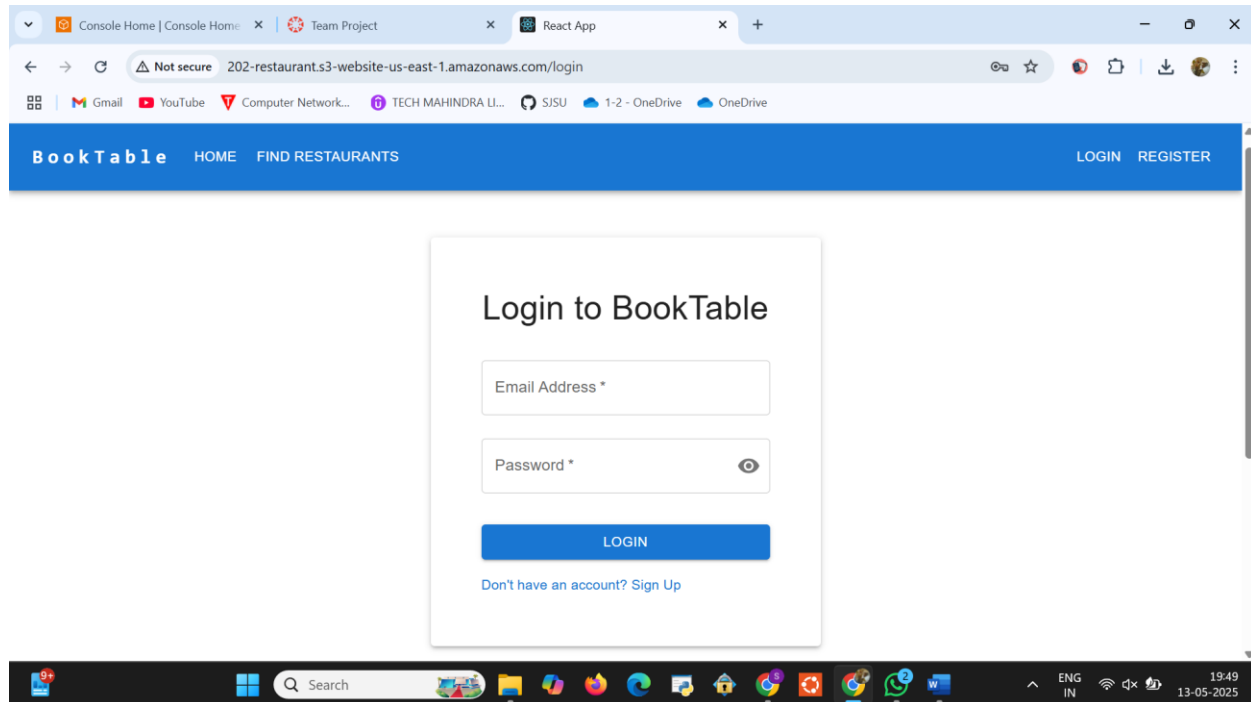 Console Home | Console Home
Team Project
React App
Not secure
202-restaurant.s3-website-us-east-1.amazonaws.com/login
Gmail
YouTube
Computer Network...
TECH MAHINDRA LI...
SJSU
1-2 - OneDrive
OneDrive
BookTable HOME FIND RESTAURANTS LOGIN REGISTER
Login to BookTable
Email Address *
Password *
LOGIN
Don't have an account? Sign Up
9+
Search
S
2
ENG
IN
19:49
13-05-2025